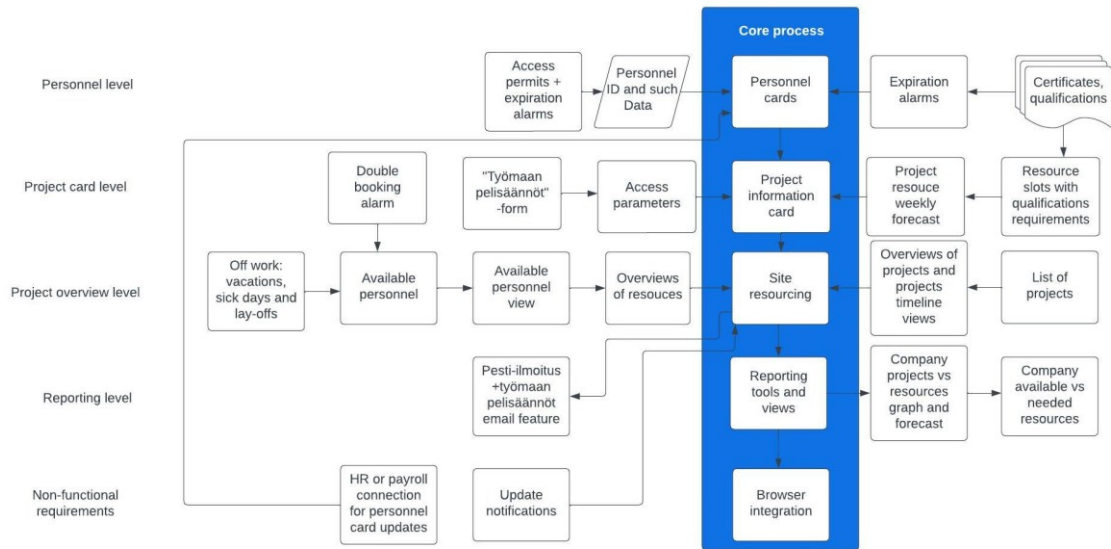 Core process
Personnel level
Access
permits +
expiration
alarms
Personnel
ID and such
Data
Personnel
cards
Expiration
alarms
Certificates,
qualifications
Project card level
Double
booking
alarm
"Työmaan
pelisäännöt"
-form
Access
parameters
Project
information
card
Project
resouce
weekly
forecast
Resource
slots with
qualifications
requirements
Project overview level
Off work:
vacations,
sick days and
lay-offs
Available
personnel
Available
personnel
view
Overviews
of resouces
Site
resourcing
Overviews of
projects and
projects
timeline
views
List of
projects
Reporting level
Pesti-ilmoitus
+työmaan
pelisäännöt
email feature
Reporting
tools and
views
Company
projects vs
resources
graph and
forecast
Company
available vs
needed
resources
Non-functional
requirements
HR or payroll
connection
for personnel
card updates
Update
notifications
Browser
integration